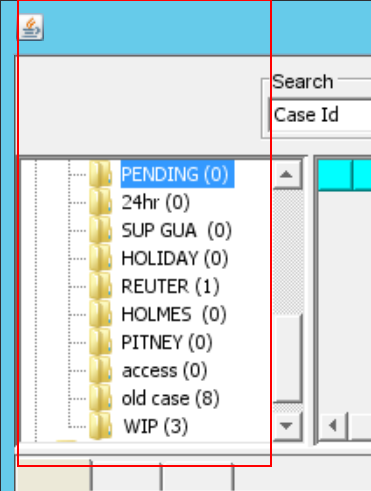 Search
Case Id
PENDING (0)
24hr (0)
SUP GUA (0)
HOLIDAY (0)
REUTER (1)
HOLMES (0)
PITNEY (0)
access (0)
old case (8)
WIP (3)